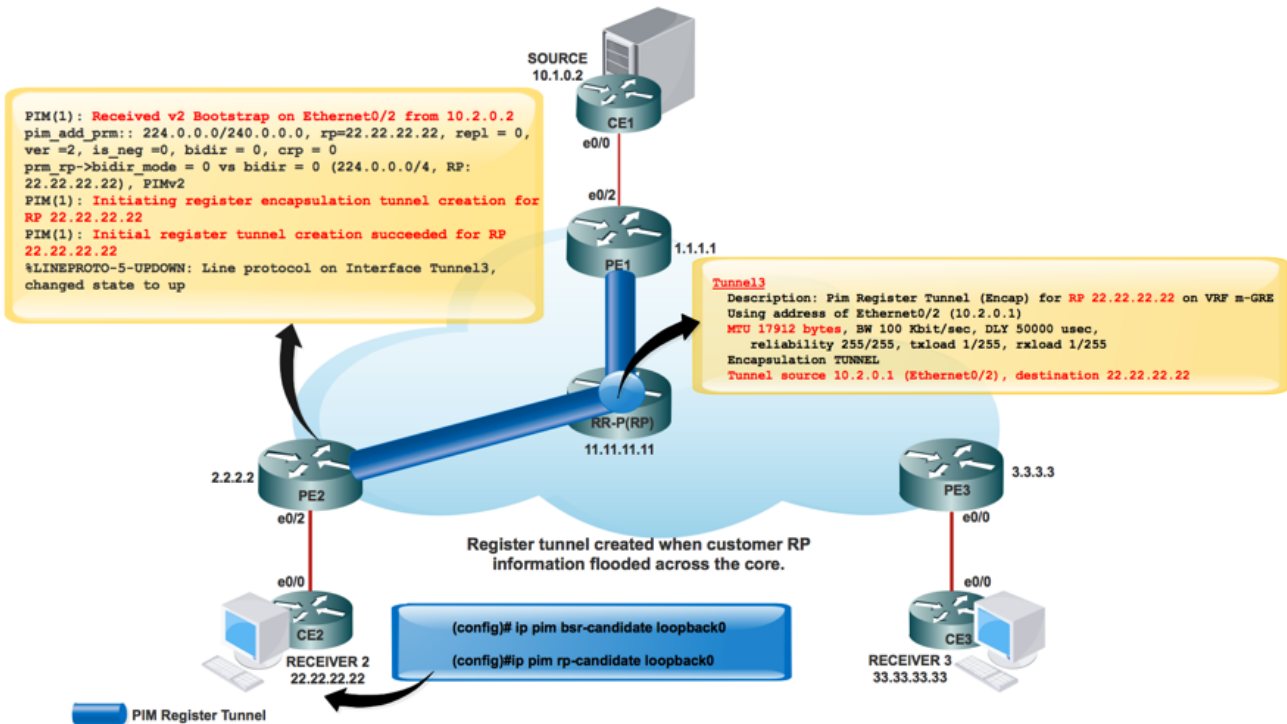 SOURCE
10.1.0.2
CE1
e0/0
e0/2
PE1
1.1.1.1
PIM(1): Received v2 Bootstrap on Ethernet0/2 from 10.2.0.2
pim_add_prm:: 224.0.0.0/240.0.0.0, rp=22.22.22.22, repl = 0,
ver =2, is_neg =0, bidir = 0, crp = 0
prm_rp->bidir_mode = 0 vs bidir = 0 (224.0.0.0/4, RP:
22.22.22.22), PIMv2
PIM(1): Initiating register encapsulation tunnel creation for
RP 22.22.22.22
PIM(1): Initial register tunnel creation succeeded for RP
22.22.22.22
%LINEPROTO-5-UPDOWN: Line protocol on Interface Tunnel3,
changed state to up
Tunnel3
Description: Pim Register Tunnel (Encap) for RP 22.22.22.22 on VRF m-GRE
Using address of Ethernet0/2 (10.2.0.1)
MTU 17912 bytes, BW 100 Kbit/sec, DLY 50000 usec,
reliability 255/255, txload 1/255, rxload 1/255
Encapsulation TUNNEL
Tunnel source 10.2.0.1 (Ethernet0/2), destination 22.22.22.22
RR-P(RP)
11.11.11.11
2.2.2.2
PE2
e0/2
3.3.3.3
PE3
e0/0
Register tunnel created when customer RP
information flooded across the core.
e0/0
CE2
RECEIVER 2
22.22.22.22
(config)# ip pim bsr-candidate loopback0
(config)#ip pim rp-candidate loopback0
e0/0
CE3
RECEIVER 3
33.33.33.33
PIM Register Tunnel